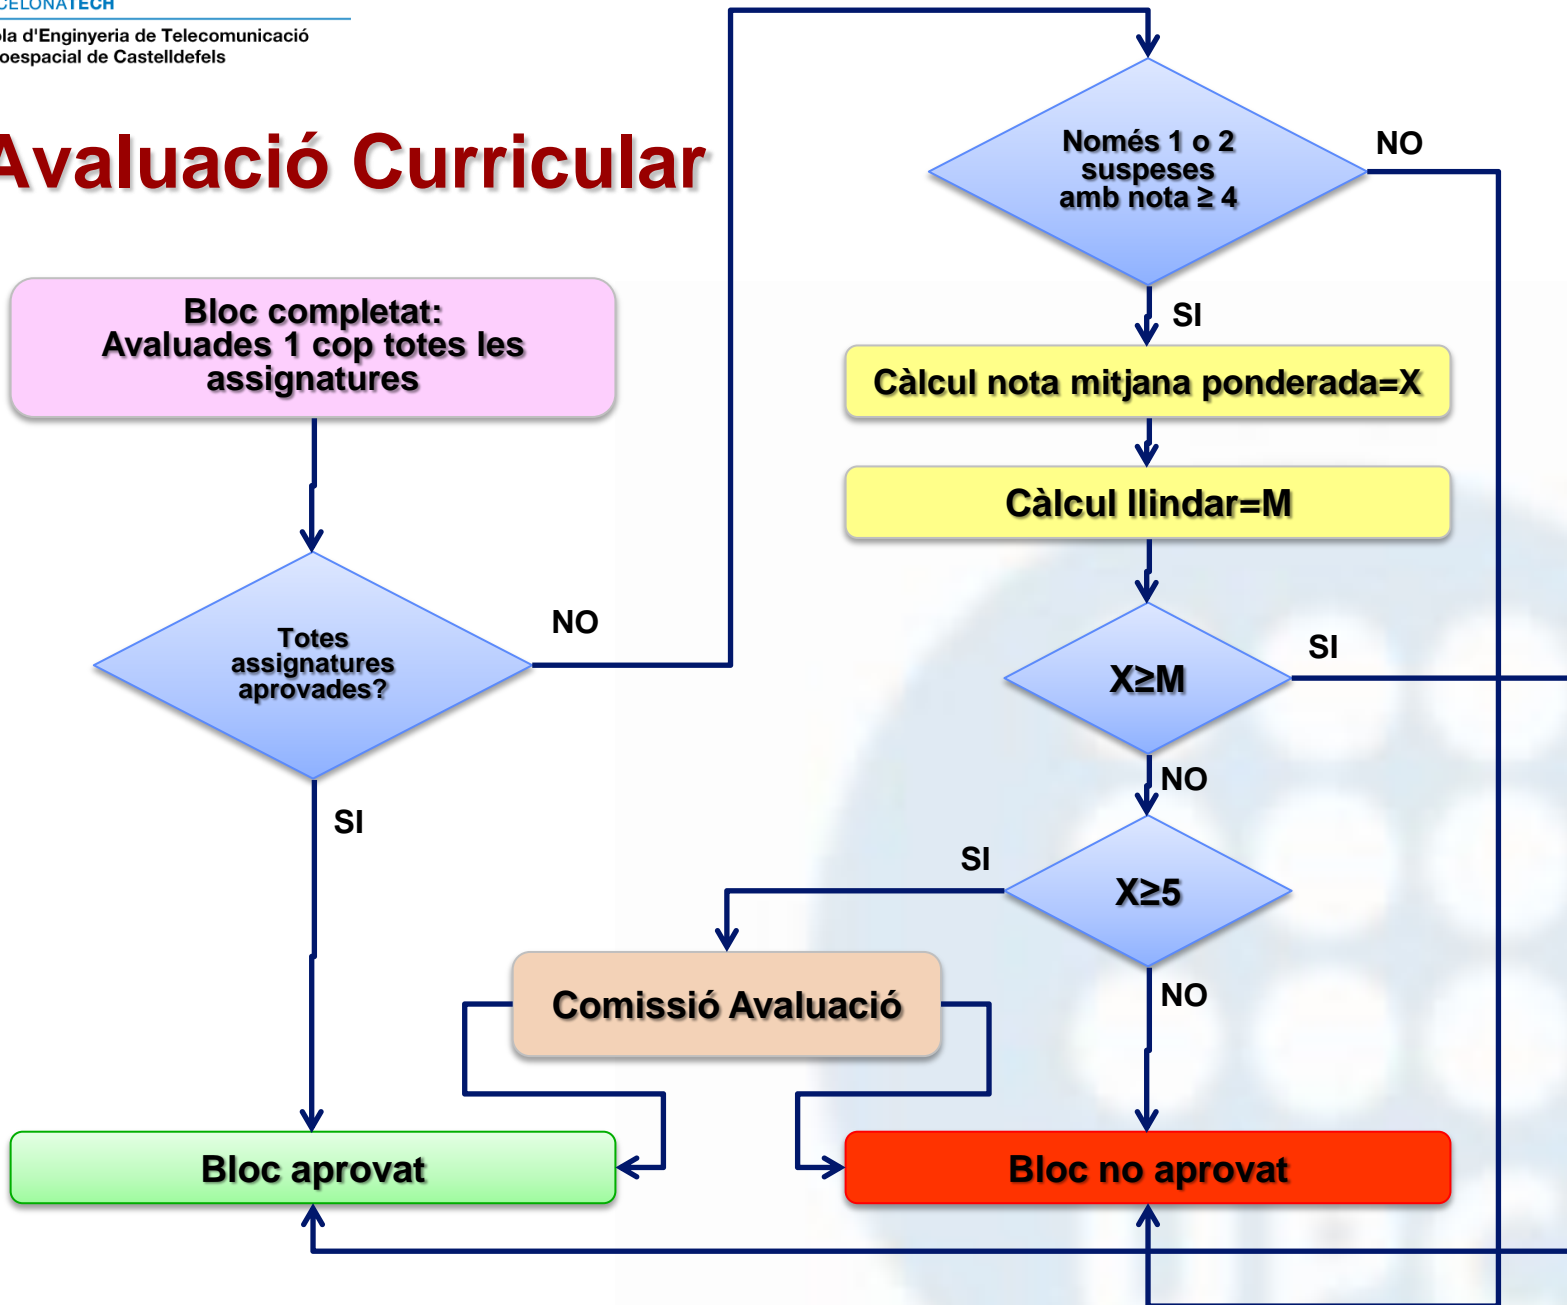 CELONATECH
la d'Enginyeria de Telecomunicació
oespacial de Castelldefels
Avaluació Curricular
Només 1 o 2
suspeses
amb nota ≥ 4
NO
SI
Bloc completat:
Avaluades 1 cop totes les
assignatures
Càlcul nota mitjana ponderada=X
Càlcul llindar=M
Totes
assignatures
aprovades?
NO
SI
X≥M
SI
NO
X≥5
SI
NO
Comissió Avaluació
Bloc aprovat
Bloc no aprovat